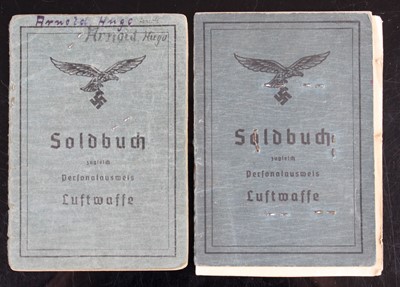 Arnold Hugo
Arnold Hugo
Soldbuch
zugleich
Personalausweis
Luftwaffe
Soldbuch
zugleich
Personalausweis
Luftwaffe